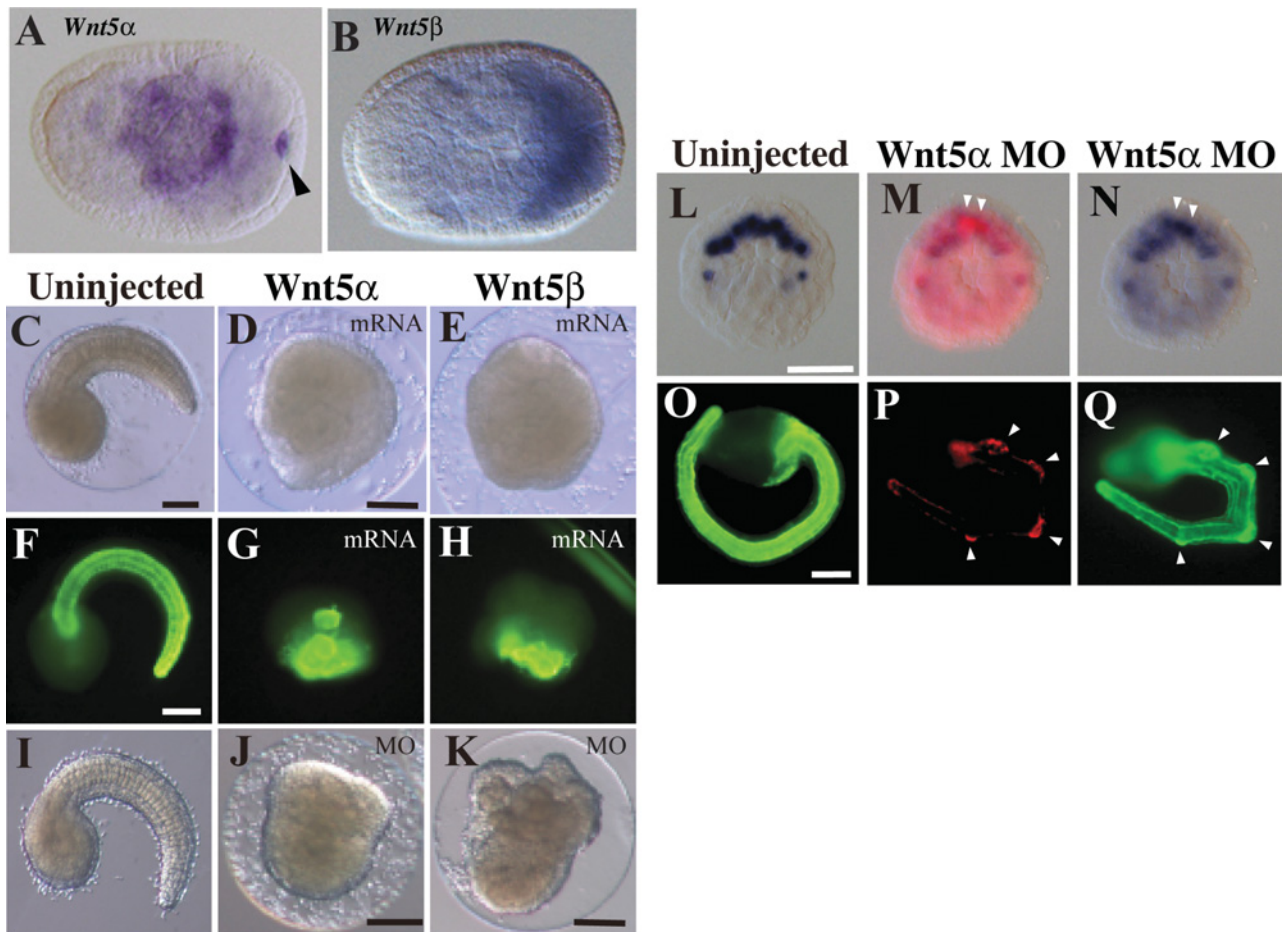 A Wnt5α
B Wnt5β
Uninjected Wnt5α Wnt5β
C D mRNA E mRNA
F G mRNA H mRNA
I J MO K MO
Uninjected Wnt5α MO Wnt5α MO
L M N
O P Q